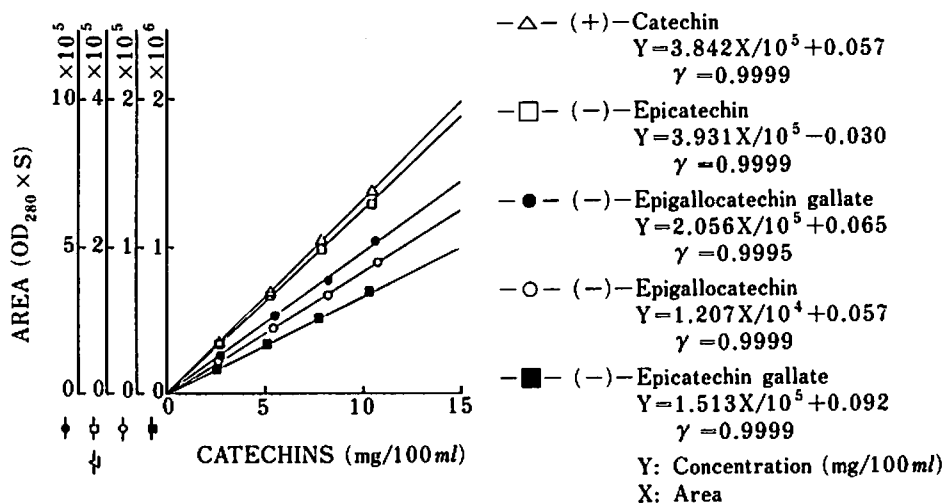 ×10⁵ ×10⁵ ×10⁵ ×10⁶
10 4 2 2
5 2 1 1
0 0 0 0
AREA (OD₂₈₀×S)
0 5 10 15
CATECHINS (mg/100ml)
(+)−Catechin
Y=3.842X/10⁵+0.057
γ=0.9999
(−)−Epicatechin
Y=3.931X/10⁵−0.030
γ=0.9999
(−)−Epigallocatechin gallate
Y=2.056X/10⁵+0.065
γ=0.9995
(−)−Epigallocatechin
Y=1.207X/10⁴+0.057
γ=0.9999
(−)−Epicatechin gallate
Y=1.513X/10⁵+0.092
γ=0.9999
Y: Concentration (mg/100ml)
X: Area